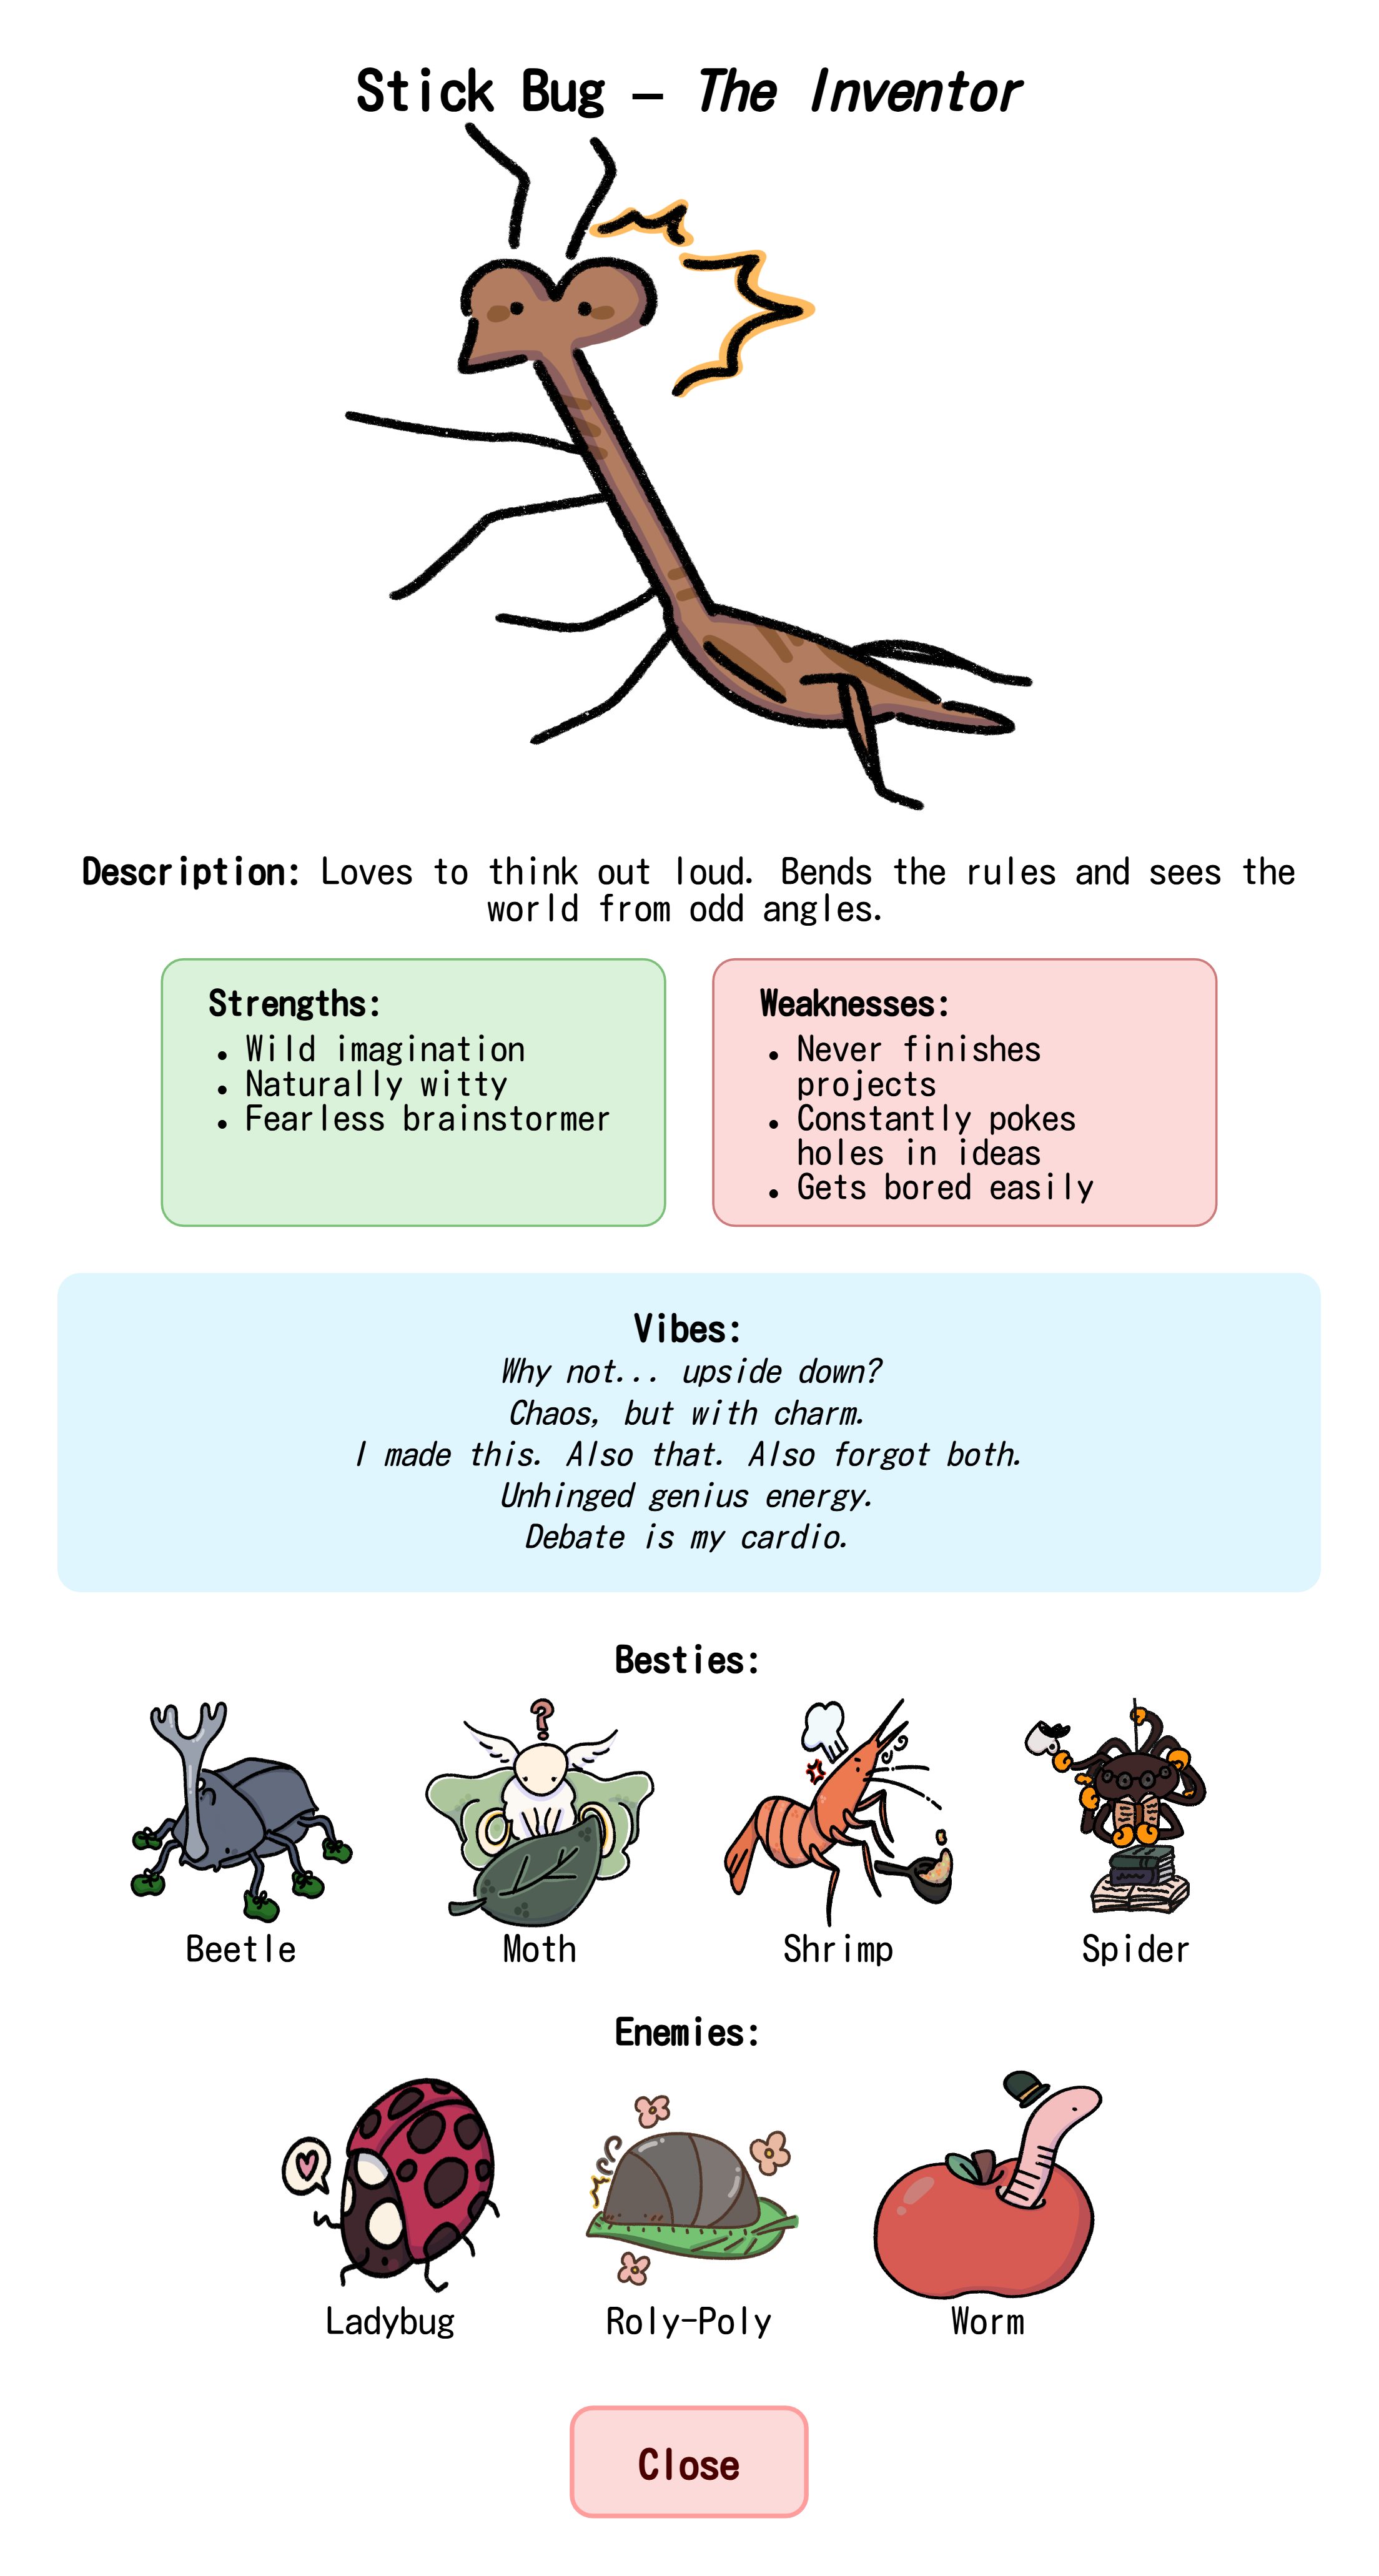 Stick Bug – The Inventor
Description: Loves to think out loud. Bends the rules and sees the
world from odd angles.
Strengths:
• Wild imagination
• Naturally witty
• Fearless brainstormer
Weaknesses:
• Never finishes
projects
• Constantly pokes
holes in ideas
• Gets bored easily
Vibes:
Why not... upside down?
Chaos, but with charm.
I made this. Also that. Also forgot both.
Unhinged genius energy.
Debate is my cardio.
Besties:
?
Beetle
Moth
Shrimp
Spider
Enemies:
Ladybug
Roly-Poly
Worm
Close